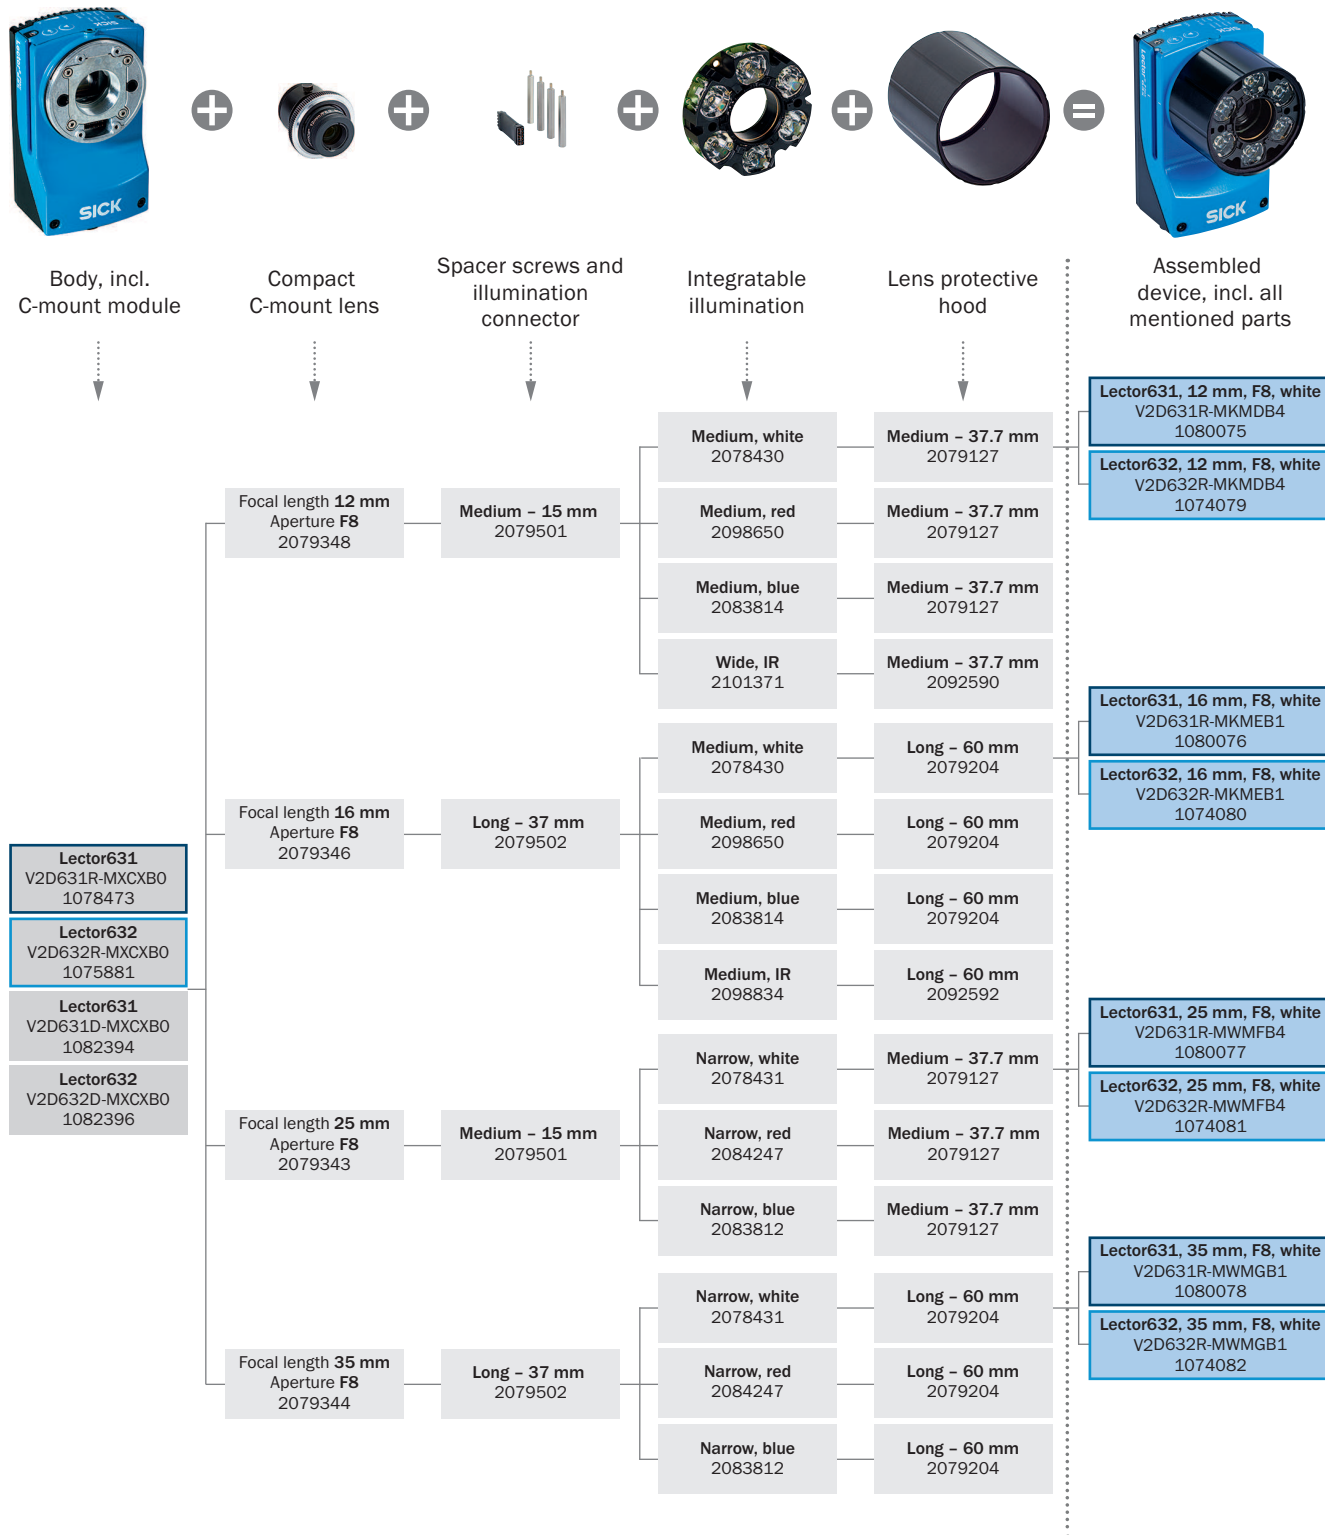 SICK
SICK
SICK
SICK
Body, incl.
C-mount module
Compact
C-mount lens
Spacer screws and
illumination
connector
Integratable
illumination
Lens protective
hood
Assembled
device, incl. all
mentioned parts
Lector631
V2D631R-MXCXB0
1078473
Lector632
V2D632R-MXCXB0
1075881
Lector631
V2D631D-MXCXB0
1082394
Lector632
V2D632D-MXCXB0
1082396
Focal length 12 mm
Aperture F8
2079348
Medium – 15 mm
2079501
Medium, white
2078430
Medium – 37.7 mm
2079127
Medium, red
2098650
Medium – 37.7 mm
2079127
Medium, blue
2083814
Medium – 37.7 mm
2079127
Wide, IR
2101371
Medium – 37.7 mm
2092590
Lector631, 12 mm, F8, white
V2D631R-MKMDB4
1080075
Lector632, 12 mm, F8, white
V2D632R-MKMDB4
1074079
Focal length 16 mm
Aperture F8
2079346
Long – 37 mm
2079502
Medium, white
2078430
Long – 60 mm
2079204
Medium, red
2098650
Long – 60 mm
2079204
Medium, blue
2083814
Long – 60 mm
2079204
Medium, IR
2098834
Long – 60 mm
2092592
Lector631, 16 mm, F8, white
V2D631R-MKMEB1
1080076
Lector632, 16 mm, F8, white
V2D632R-MKMEB1
1074080
Focal length 25 mm
Aperture F8
2079343
Medium – 15 mm
2079501
Narrow, white
2078431
Medium – 37.7 mm
2079127
Narrow, red
2084247
Medium – 37.7 mm
2079127
Narrow, blue
2083812
Medium – 37.7 mm
2079127
Lector631, 25 mm, F8, white
V2D631R-MWMFB4
1080077
Lector632, 25 mm, F8, white
V2D632R-MWMFB4
1074081
Focal length 35 mm
Aperture F8
2079344
Long – 37 mm
2079502
Narrow, white
2078431
Long – 60 mm
2079204
Narrow, red
2084247
Long – 60 mm
2079204
Narrow, blue
2083812
Long – 60 mm
2079204
Lector631, 35 mm, F8, white
V2D631R-MWMGB1
1080078
Lector632, 35 mm, F8, white
V2D632R-MWMGB1
1074082